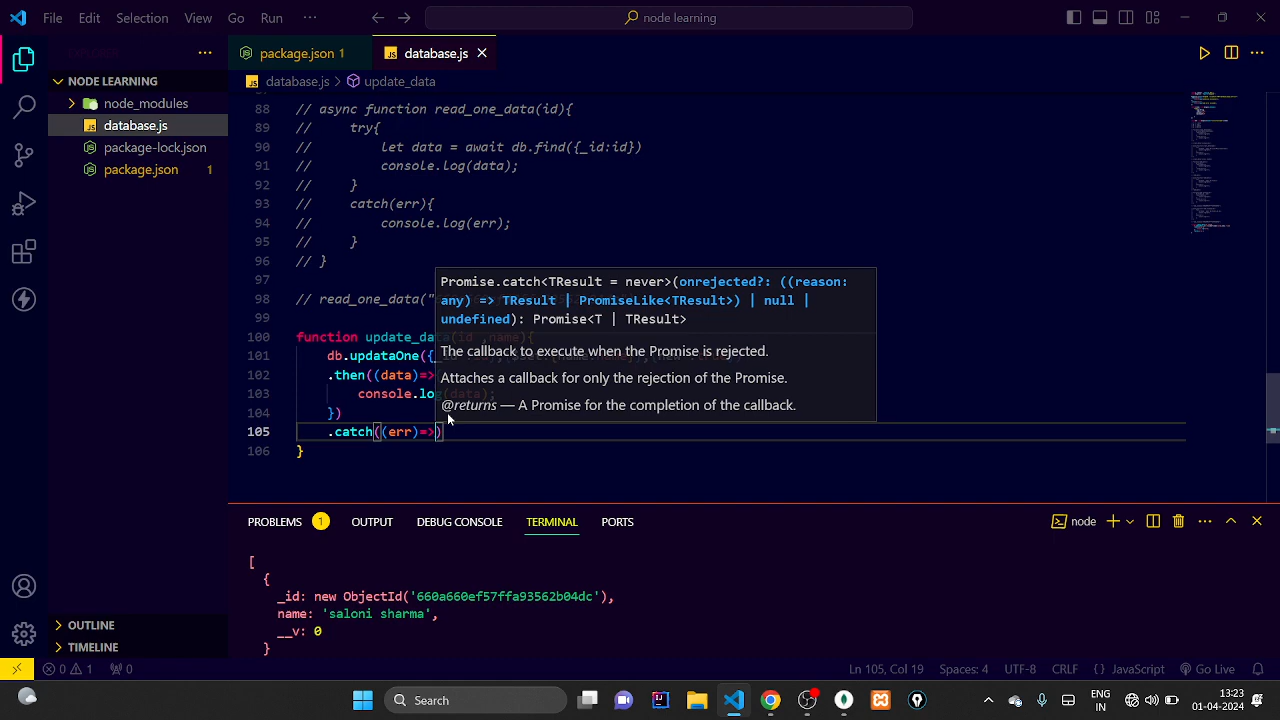 File Edit Selection View Go Run ··· node learning
package.json 1 database.js
NODE LEARNING
database.js > update_data
node_modules
database.js
package-lock.json
package.json 1
88 // async function read_one_data(id){
89 // try{
90 // let data = await db.find({_id:id})
91 // console.log(data);
92 // }
93 // catch(err){
94 // console.log(err);
95 // }
96 // }
97
98 // read_one_data("
99
100 function update_data(id ,name){
101 db.updataOne({
102 .then((data)=>
103 console.log(data);
104 })
105 .catch((err)=>)
106 }
Promise.catch<TResult = never>(onrejected?: ((reason:
any) => TResult | PromiseLike<TResult>) | null |
undefined): Promise<T | TResult>
The callback to execute when the Promise is rejected.
Attaches a callback for only the rejection of the Promise.
@returns — A Promise for the completion of the callback.
PROBLEMS 1 OUTPUT DEBUG CONSOLE TERMINAL PORTS node
[
{
_id: new ObjectId('660a660ef57ffa93562b04dc'),
name: 'saloni sharma',
__v: 0
}
OUTLINE
TIMELINE
0 1 0 Ln 105, Col 19 Spaces: 4 UTF-8 CRLF {} JavaScript Go Live
Search
ENG
IN
13:23
01-04-2024